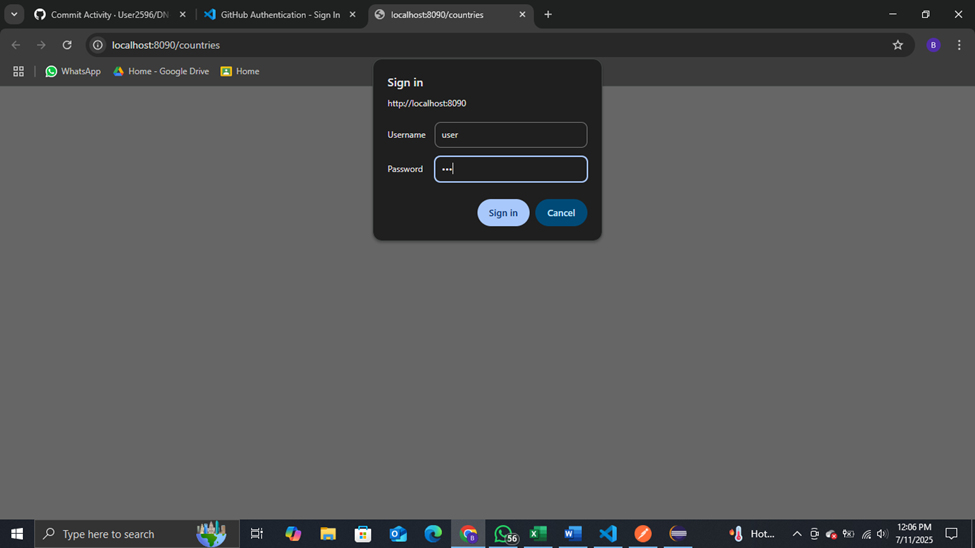 Commit Activity · User2596/DN
GitHub Authentication - Sign In
localhost:8090/countries
localhost:8090/countries
B
WhatsApp
Home - Google Drive
Home
Sign in
http://localhost:8090
Username
user
Password
•••
Sign in
Cancel
Type here to search
56
Hot...
12:06 PM
7/11/2025